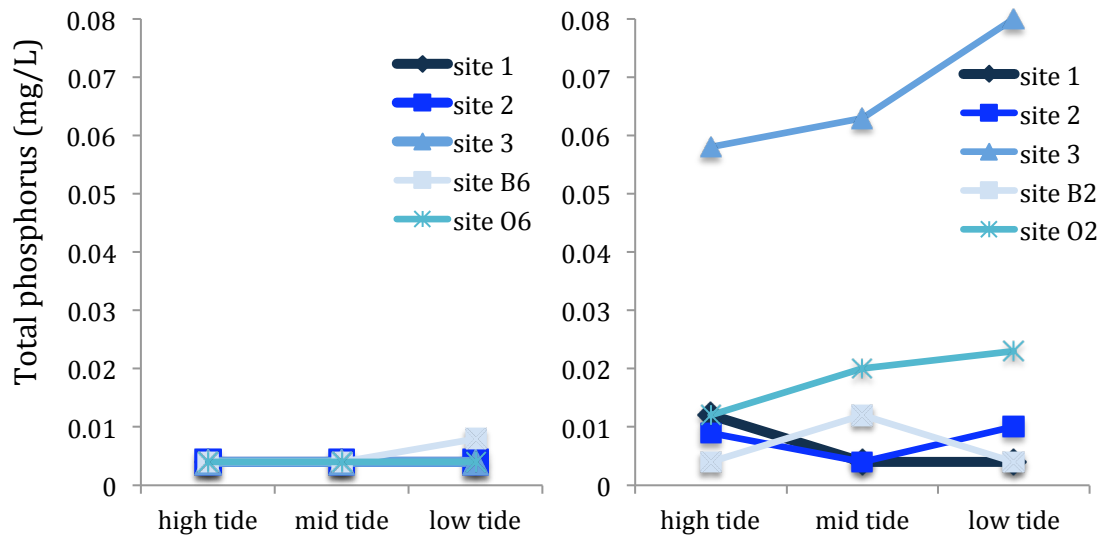 Total phosphorus (mg/L)
0.08
0.07
0.06
0.05
0.04
0.03
0.02
0.01
0
high tide mid tide low tide
site 1
site 2
site 3
site B6
site O6
0.08
0.07
0.06
0.05
0.04
0.03
0.02
0.01
0
high tide mid tide low tide
site 1
site 2
site 3
site B2
site O2